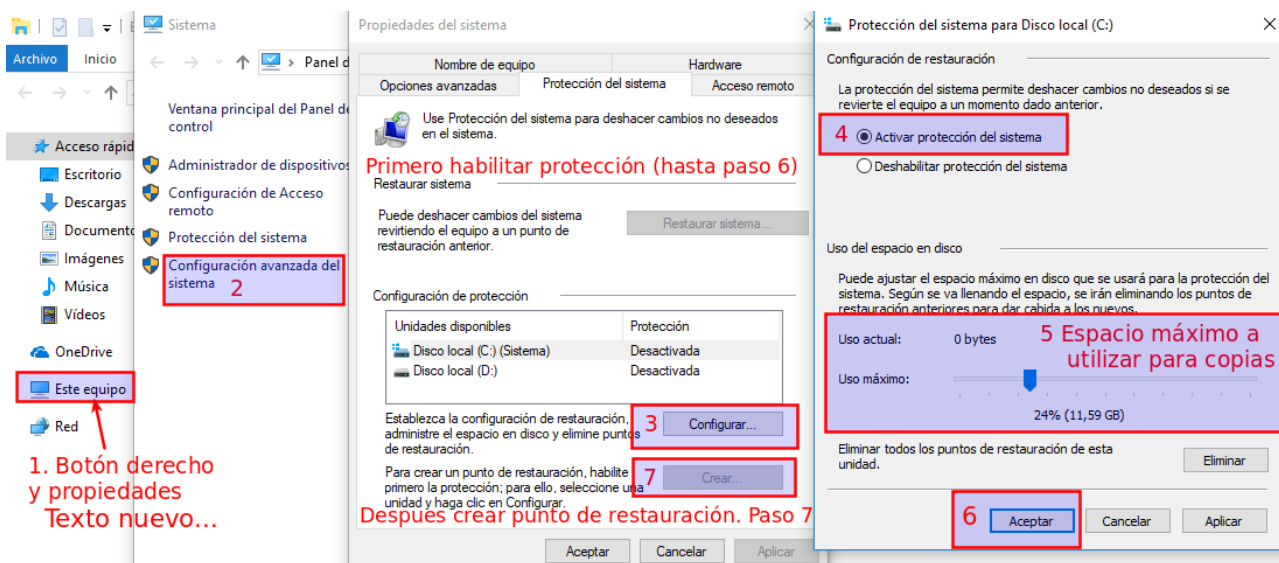 Archivo
Inicio
Acceso rápid
Escritorio
Descargas
Documento
Imágenes
Música
Vídeos
OneDrive
Este equipo
Red
1. Botón derecho
y propiedades
Texto nuevo...
Sistema
Panel d
Ventana principal del Panel de
control
Administrador de dispositivos
Configuración de Acceso
remoto
Protección del sistema
Configuración avanzada del
sistema 2
Propiedades del sistema
Nombre de equipo Hardware
Opciones avanzadas Protección del sistema Acceso remoto
Use Protección del sistema para deshacer cambios no deseados
en el sistema.
Primero habilitar protección (hasta paso 6)
Restaurar sistema
Puede deshacer cambios del sistema
revirtiendo el equipo a un punto de
restauración anterior.
Restaurar sistema...
Configuración de protección
Unidades disponibles Protección
Disco local (C:) (Sistema) Desactivada
Disco local (D:) Desactivada
Establezca la configuración de restauración,
administre el espacio en disco y elimine puntos
de restauración.
3 Configurar...
Para crear un punto de restauración, habilite
primero la protección; para ello, seleccione una
unidad y haga clic en Configurar.
7 Crear...
Después crear punto de restauración. Paso 7
Aceptar Cancelar Aplicar
Protección del sistema para Disco local (C:)
Configuración de restauración
La protección del sistema permite deshacer cambios no deseados si se
revierte el equipo a un momento dado anterior.
4 Activar protección del sistema
Deshabilitar protección del sistema
Uso del espacio en disco
Puede ajustar el espacio máximo en disco que se usará para la protección del
sistema. Según se va llenando el espacio, se irán eliminando los puntos de
restauración anteriores para dar cabida a los nuevos.
Uso actual: 0 bytes
5 Espacio máximo a
utilizar para copias
Uso máximo:
24% (11,59 GB)
Eliminar todos los puntos de restauración de esta
unidad.
Eliminar
6 Aceptar Cancelar Aplicar